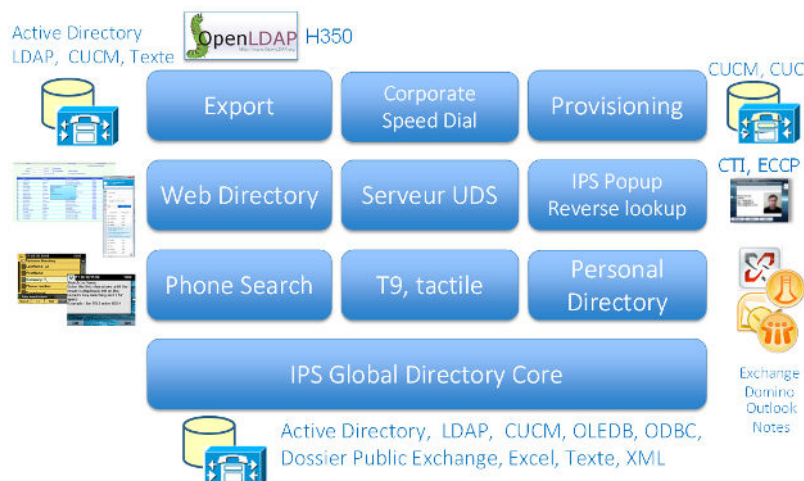 Active Directory
LDAP, CUCM, Texte
OpenLDAP
H350
CUCM, CUC
Export
Corporate
Speed Dial
Provisioning
CTI, ECCP
Web Directory
Serveur UDS
IPS Popup
Reverse lookup
Phone Search
T9, tactile
Personal
Directory
IPS Global Directory Core
Exchange
Domino
Outlook
Notes
Active Directory, LDAP, CUCM, OLEDB, ODBC,
Dossier Public Exchange, Excel, Texte, XML